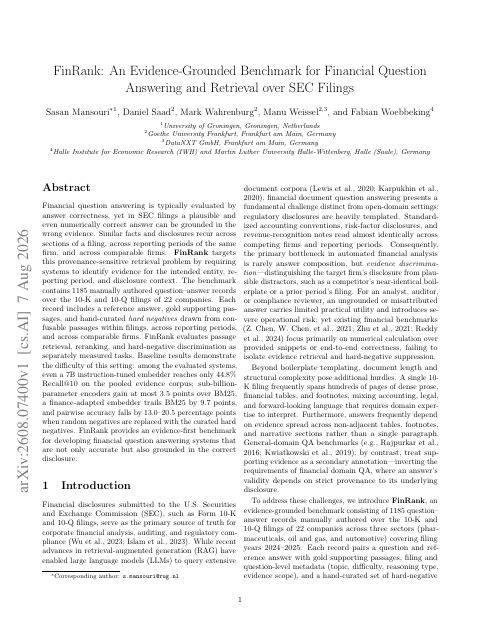 FinRank: An Evidence-Grounded Benchmark for Financial Question
Answering and Retrieval over SEC Filings
Sasan Mansouri*1, Daniel Saad2, Mark Wahrenburg2, Manu Weissel2,3, and Fabian Woebbeking4
1University of Groningen, Groningen, Netherlands
2Goethe University Frankfurt, Frankfurt am Main, Germany
3DataNXT GmbH, Frankfurt am Main, Germany
4Halle Institute for Economic Research (IWH) and Martin Luther University Halle-Wittenberg, Halle (Saale), Germany
arXiv:2608.07400v1 [cs.AI] 7 Aug 2026
Abstract
Financial question answering is typically evaluated by
answer correctness, yet in SEC filings a plausible and
even numerically correct answer can be grounded in the
wrong evidence. Similar facts and disclosures recur across
sections of a filing, across reporting periods of the same
firm, and across comparable firms. FinRank targets
this provenance-sensitive retrieval problem by requiring
systems to identify evidence for the intended entity, re-
porting period, and disclosure context. The benchmark
contains 1185 manually authored question–answer records
over the 10-K and 10-Q filings of 22 companies. Each
record includes a reference answer, gold supporting pas-
sages, and hand-curated hard negatives drawn from con-
fusable passages within filings, across reporting periods,
and across comparable firms. FinRank evaluates passage
retrieval, reranking, and hard-negative discrimination as
separately measured tasks. Baseline results demonstrate
the difficulty of this setting: among the evaluated systems,
even a 7B instruction-tuned embedder reaches only 44.8%
Recall@10 on the pooled evidence corpus; sub-billion-
parameter encoders gain at most 3.5 points over BM25,
a finance-adapted embedder trails BM25 by 9.7 points,
and pairwise accuracy falls by 13.0–20.5 percentage points
when random negatives are replaced with the curated hard
negatives. FinRank provides an evidence-first benchmark
for developing financial question answering systems that
are not only accurate but also grounded in the correct
disclosure.
1 Introduction
Financial disclosures submitted to the U.S. Securities
and Exchange Commission (SEC), such as Form 10-K
and 10-Q filings, serve as the primary source of truth for
corporate financial analysis, auditing, and regulatory com-
pliance (Wu et al., 2023; Islam et al., 2023). While recent
advances in retrieval-augmented generation (RAG) have
enabled large language models (LLMs) to query extensive
*Corresponding author: s.mansouri@rug.nl
document corpora (Lewis et al., 2020; Karpukhin et al.,
2020), financial document question answering presents a
fundamental challenge distinct from open-domain settings:
regulatory disclosures are heavily templated. Standard-
ized accounting conventions, risk-factor disclosures, and
revenue-recognition notes read almost identically across
competing firms and reporting periods. Consequently,
the primary bottleneck in automated financial analysis
is rarely answer composition, but evidence discrimina-
tion—distinguishing the target firm's disclosure from plau-
sible distractors, such as a competitor's near-identical boil-
erplate or a prior period's filing. For an analyst, auditor,
or compliance reviewer, an ungrounded or misattributed
answer carries limited practical utility and introduces se-
vere operational risk; yet existing financial benchmarks
(Z. Chen, W. Chen, et al., 2021; Zhu et al., 2021; Reddy
et al., 2024) focus primarily on numerical calculation over
provided snippets or end-to-end correctness, failing to
isolate evidence retrieval and hard-negative suppression.
Beyond boilerplate templating, document length and
structural complexity pose additional hurdles. A single 10-
K filing frequently spans hundreds of pages of dense prose,
financial tables, and footnotes, mixing accounting, legal,
and forward-looking language that requires domain exper-
tise to interpret. Furthermore, answers frequently depend
on evidence spread across non-adjacent tables, footnotes,
and narrative sections rather than a single paragraph.
General-domain QA benchmarks (e.g., Rajpurkar et al.,
2016; Kwiatkowski et al., 2019), by contrast, treat sup-
porting evidence as a secondary annotation—inverting the
requirements of financial domain QA, where an answer's
validity depends on strict provenance to its underlying
disclosure.
To address these challenges, we introduce FinRank, an
evidence-grounded benchmark consisting of 1185 question–
answer records manually authored over the 10-K and
10-Q filings of 22 companies across three sectors (phar-
maceuticals, oil and gas, and automotive) covering filing
years 2024–2025. Each record pairs a question and ref-
erence answer with gold supporting passages, filing and
question-level metadata (topic, difficulty, reasoning type,
evidence scope), and a hand-curated set of hard-negative
1